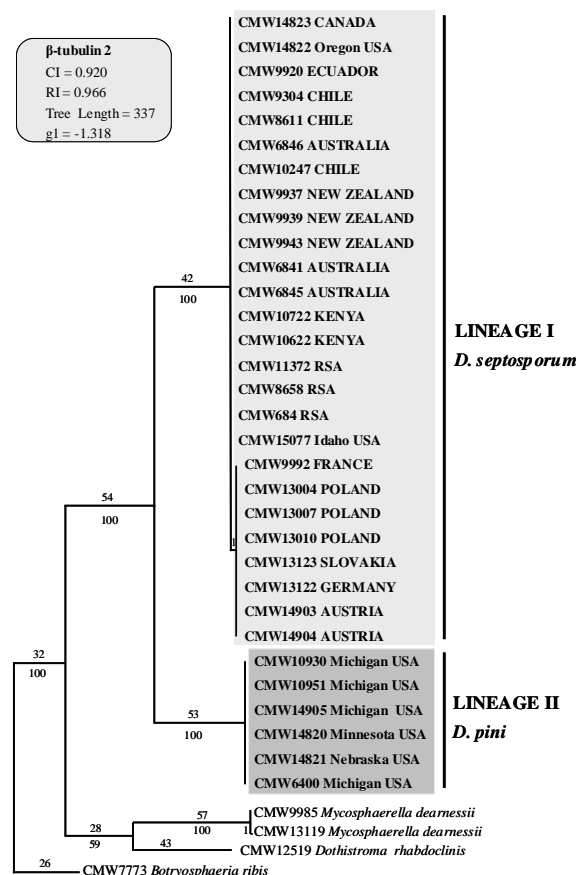 β-tubulin 2
CI = 0.920
RI = 0.966
Tree Length = 337
g1 = -1.318
CMW14823 CANADA
CMW14822 Oregon USA
CMW9920 ECUADOR
CMW9304 CHILE
CMW8611 CHILE
CMW6846 AUSTRALIA
CMW10247 CHILE
CMW9937 NEW ZEALAND
CMW9939 NEW ZEALAND
CMW9943 NEW ZEALAND
CMW6841 AUSTRALIA
CMW6845 AUSTRALIA
CMW10722 KENYA
CMW10622 KENYA
CMW11372 RSA
CMW8658 RSA
CMW684 RSA
CMW15077 Idaho USA
CMW9992 FRANCE
CMW13004 POLAND
CMW13007 POLAND
CMW13010 POLAND
CMW13123 SLOVAKIA
CMW13122 GERMANY
CMW14903 AUSTRIA
CMW14904 AUSTRIA
LINEAGE I
D. septosporum
42
100
1
54
100
CMW10930 Michigan USA
CMW10951 Michigan USA
CMW14905 Michigan USA
CMW14820 Minnesota USA
CMW14821 Nebraska USA
CMW6400 Michigan USA
LINEAGE II
D. pini
53
100
32
100
57
100
1
CMW9985 Mycosphaerella dearnessii
CMW13119 Mycosphaerella dearnessii
28
59
43
CMW12519 Dothistroma rhabdoclinis
26
CMW7773 Botryosphaeria ribis